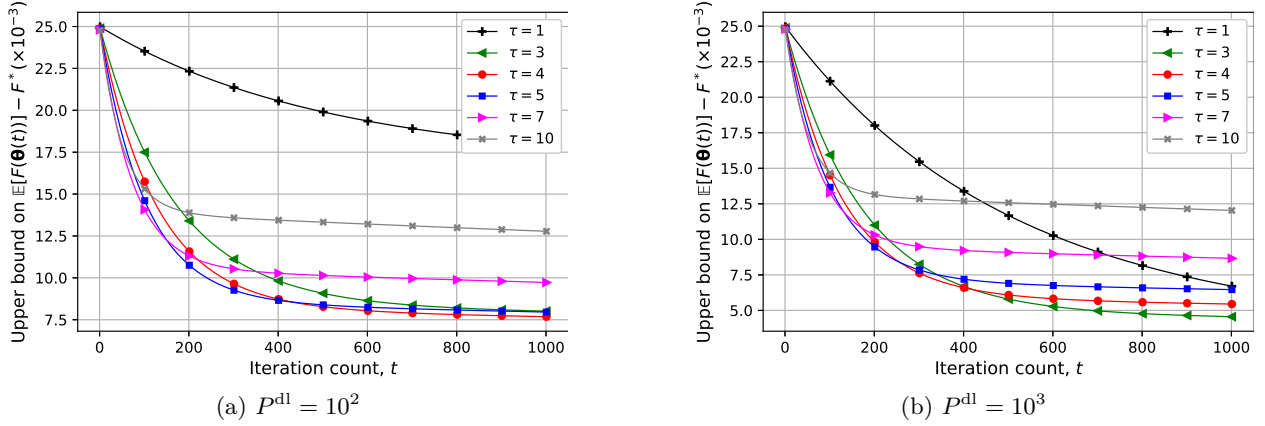 Upper bound on 𝔼[F(θ(t))] − F* (×10⁻³)
25.0
22.5
20.0
17.5
15.0
12.5
10.0
7.5
0
200
400
600
800
1000
Iteration count, t
τ = 1
τ = 3
τ = 4
τ = 5
τ = 7
τ = 10
(a) P^dl = 10²
Upper bound on 𝔼[F(θ(t))] − F* (×10⁻³)
25.0
22.5
20.0
17.5
15.0
12.5
10.0
7.5
5.0
0
200
400
600
800
1000
Iteration count, t
τ = 1
τ = 3
τ = 4
τ = 5
τ = 7
τ = 10
(b) P^dl = 10³